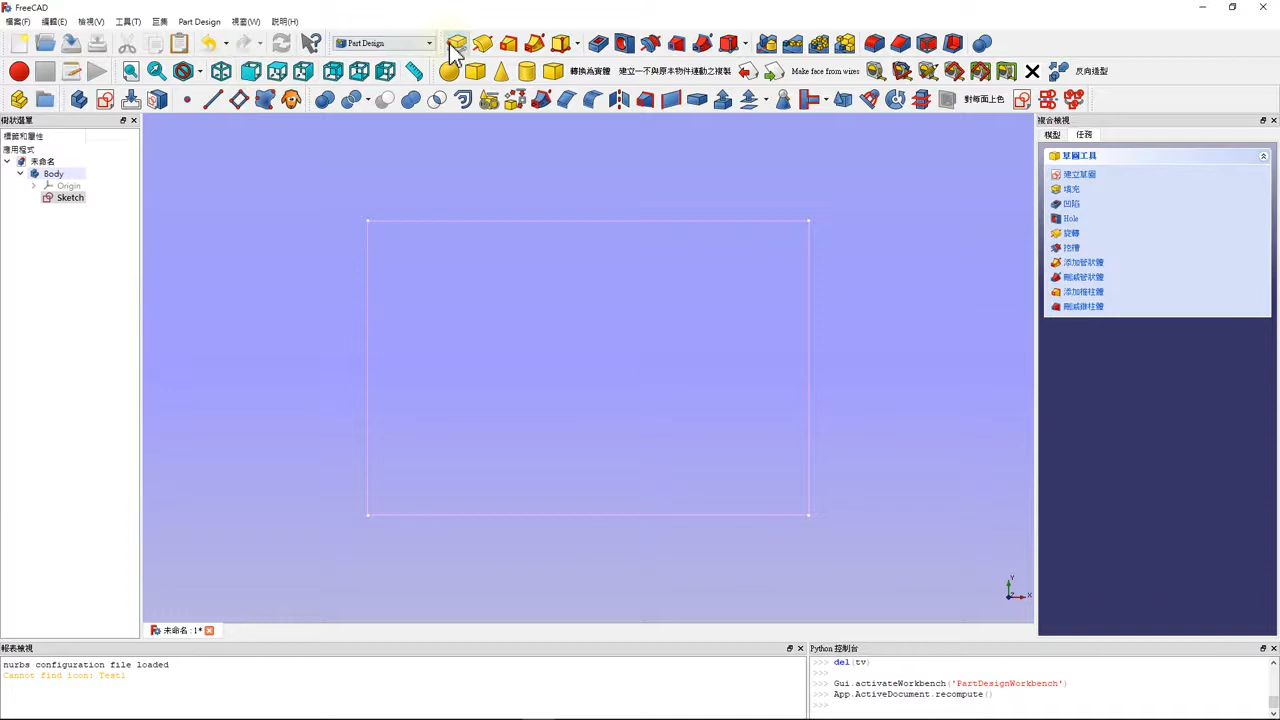 FreeCAD
檔案(F) 編輯(E) 檢視(V) 工具(T) 巨集 Part Design 視窗(W) 說明(H)
Part Design
轉換為實體 建立一不與原本物件連動之複製 Make face from wires 反向造型
對每面上色
樹狀選單
標籤和屬性
應用程式
未命名
Body
Origin
Sketch
未命名 : 1*
複合檢視
模型 任務
草圖工具
建立草圖
填充
凹陷
Hole
旋轉
挖槽
添加管狀體
刪減管狀體
添加椎柱體
刪減錐柱體
Y
Z X
報表檢視
nurbs configuration file loaded
Cannot find icon: Test1
Python 控制台
>>> del(tv)
>>>
>>> Gui.activateWorkbench('PartDesignWorkbench')
>>> App.ActiveDocument.recompute()
>>>